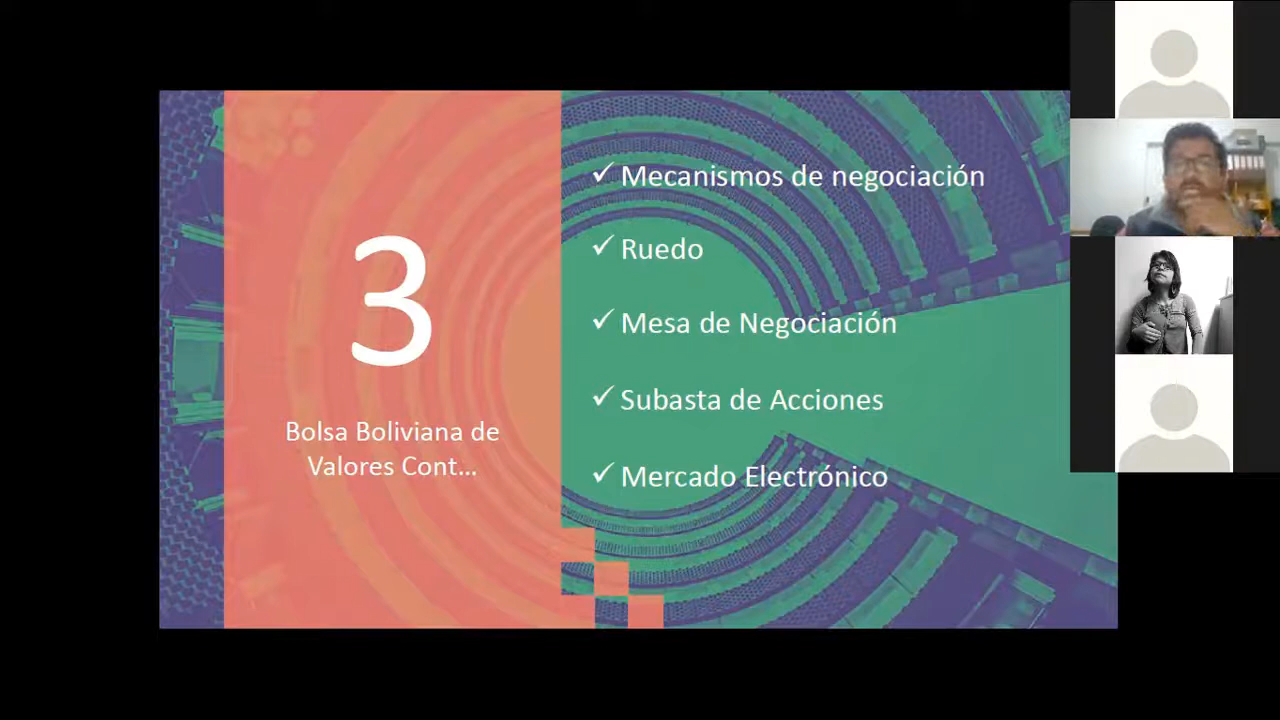 3
Bolsa Boliviana de
Valores Cont...
✓ Mecanismos de negociación
✓ Ruedo
✓ Mesa de Negociación
✓ Subasta de Acciones
✓ Mercado Electrónico